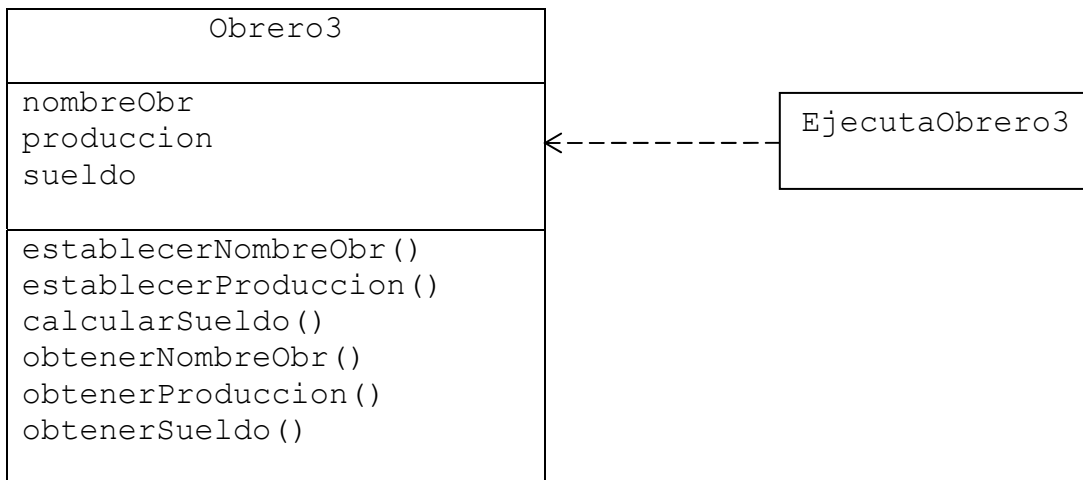 Obrero3
nombreObr
produccion
sueldo
establecerNombreObr()
establecerProduccion()
calcularSueldo()
obtenerNombreObr()
obtenerProduccion()
obtenerSueldo()
EjecutaObrero3